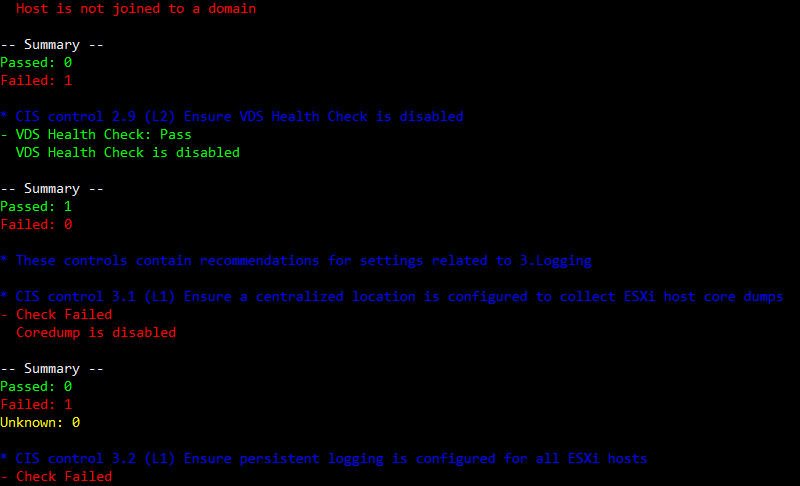 Host is not joined to a domain
-- Summary --
Passed: 0
Failed: 1
* CIS control 2.9 (L2) Ensure VDS Health Check is disabled
- VDS Health Check: Pass
VDS Health Check is disabled
-- Summary --
Passed: 1
Failed: 0
* These controls contain recommendations for settings related to 3.Logging
* CIS control 3.1 (L1) Ensure a centralized location is configured to collect ESXi host core dumps
- Check Failed
Coredump is disabled
-- Summary --
Passed: 0
Failed: 1
Unknown: 0
* CIS control 3.2 (L1) Ensure persistent logging is configured for all ESXi hosts
- Check Failed